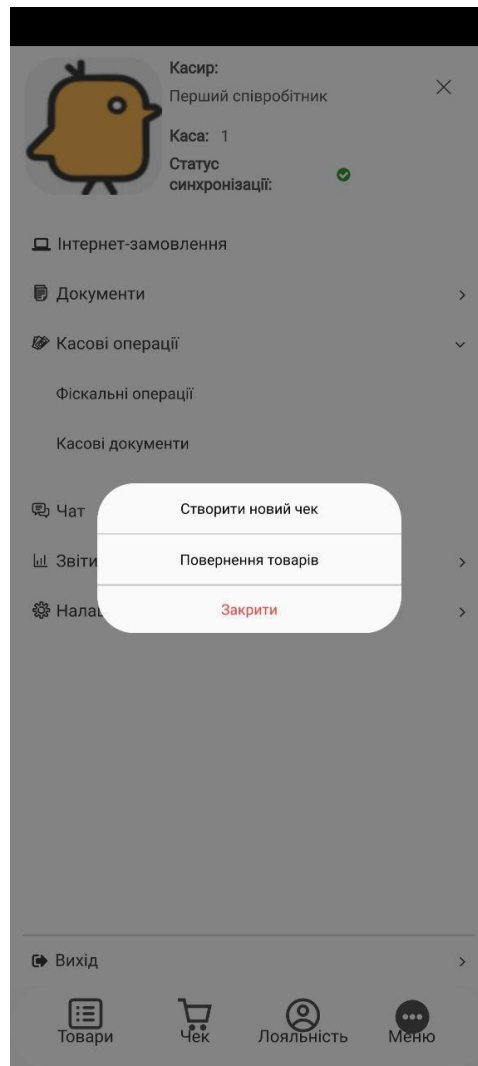 Касир:
Перший співробітник
Каса: 1
Статус
синхронізації:
Інтернет-замовлення
Документи
Касові операції
Фіскальні операції
Касові документи
Чат
Створити новий чек
Звіти
Повернення товарів
Закрити
Вихід
Товари
Чек
Лояльність
Меню